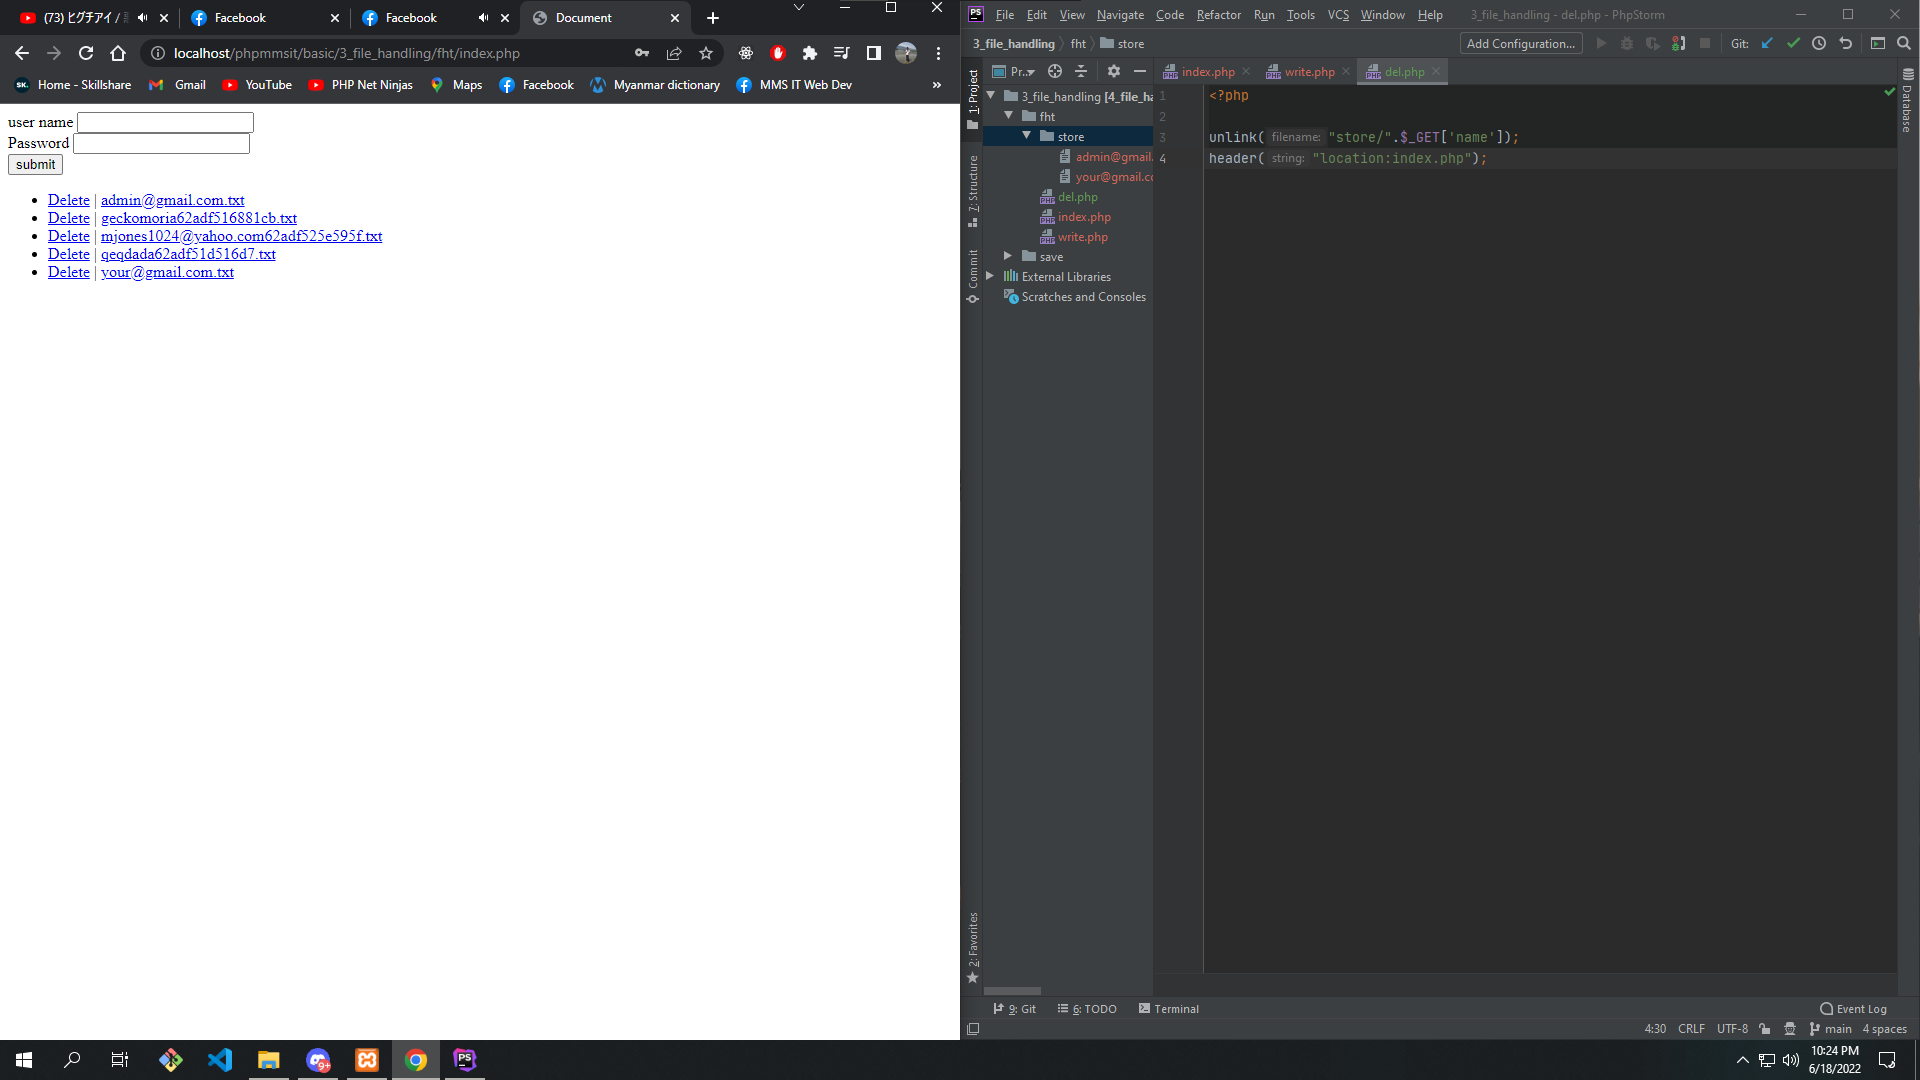 (73) ヒグチアイ /
Facebook
Facebook
Document
localhost/phpmmsit/basic/3_file_handling/fht/index.php
SK. Home - Skillshare
Gmail
YouTube
PHP Net Ninjas
Maps
Facebook
Myanmar dictionary
MMS IT Web Dev
»
user name
Password
submit
Delete | admin@gmail.com.txt
Delete | geckomoria62adf516881cb.txt
Delete | mjones1024@yahoo.com62adf525e595f.txt
Delete | qeqdada62adf51d516d7.txt
Delete | your@gmail.com.txt
PS File Edit View Navigate Code Refactor Run Tools VCS Window Help 3_file_handling - del.php - PhpStorm
3_file_handling fht store
Add Configuration...
Git:
1: Project
7: Structure
Commit
2: Favorites
Pr..
3_file_handling [4_file_ha
fht
store
admin@gmail.
your@gmail.co
del.php
index.php
write.php
save
External Libraries
Scratches and Consoles
index.php
write.php
del.php
1 <?php
2
3 unlink( filename: "store/".$_GET['name']);
4 header( string: "location:index.php");
Database
9: Git
6: TODO
Terminal
Event Log
4:30 CRLF UTF-8 main 4 spaces
9+
PS
10:24 PM
6/18/2022